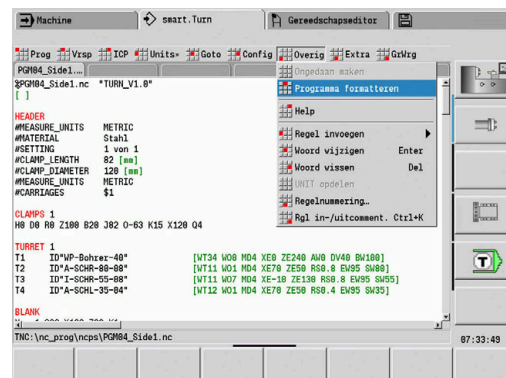 Machine
smart.Turn
Gereedschapseditor
Prog Vrsp ICP Units» Goto Config Overig Extra GrWrg
PGM04_Side1....
Ongedaan maken
Programma formatteren
Help
Regel invoegen
Woord wijzigen Enter
Woord wissen Del
UNIT opdelen
Regelnummering…
Rgl in-/uitcomment. Ctrl+K
%PGM04_Side1.nc "TURN_V1.0"
[ ]
HEADER
#MEASURE_UNITS METRIC
#MATERIAL Stahl
#SETTING 1 von 1
#CLAMP_LENGTH 82 [mm]
#CLAMP_DIAMETER 120 [mm]
#MEASURE_UNITS METRIC
#CARRIAGES $1
CLAMPS 1
H0 D0 R0 Z100 B20 J82 O-63 K15 X120 Q4
TURRET 1
T1 ID"WP-Bohrer-40" [WT34 WO8 MD4 XE0 ZE240 AW0 DV40 BW180]
T2 ID"A-SCHR-80-08" [WT11 WO1 MD4 XE70 ZE50 RS0.8 EW95 SW80]
T3 ID"I-SCHR-55-08" [WT11 WO7 MD4 XE-10 ZE130 RS0.8 EW95 SW55]
T4 ID"A-SCHL-35-04" [WT12 WO1 MD4 XE70 ZE50 RS0.4 EW95 SW35]
BLANK
TNC:\nc_prog\ncps\PGM04_Side1.nc
T
07:33:49